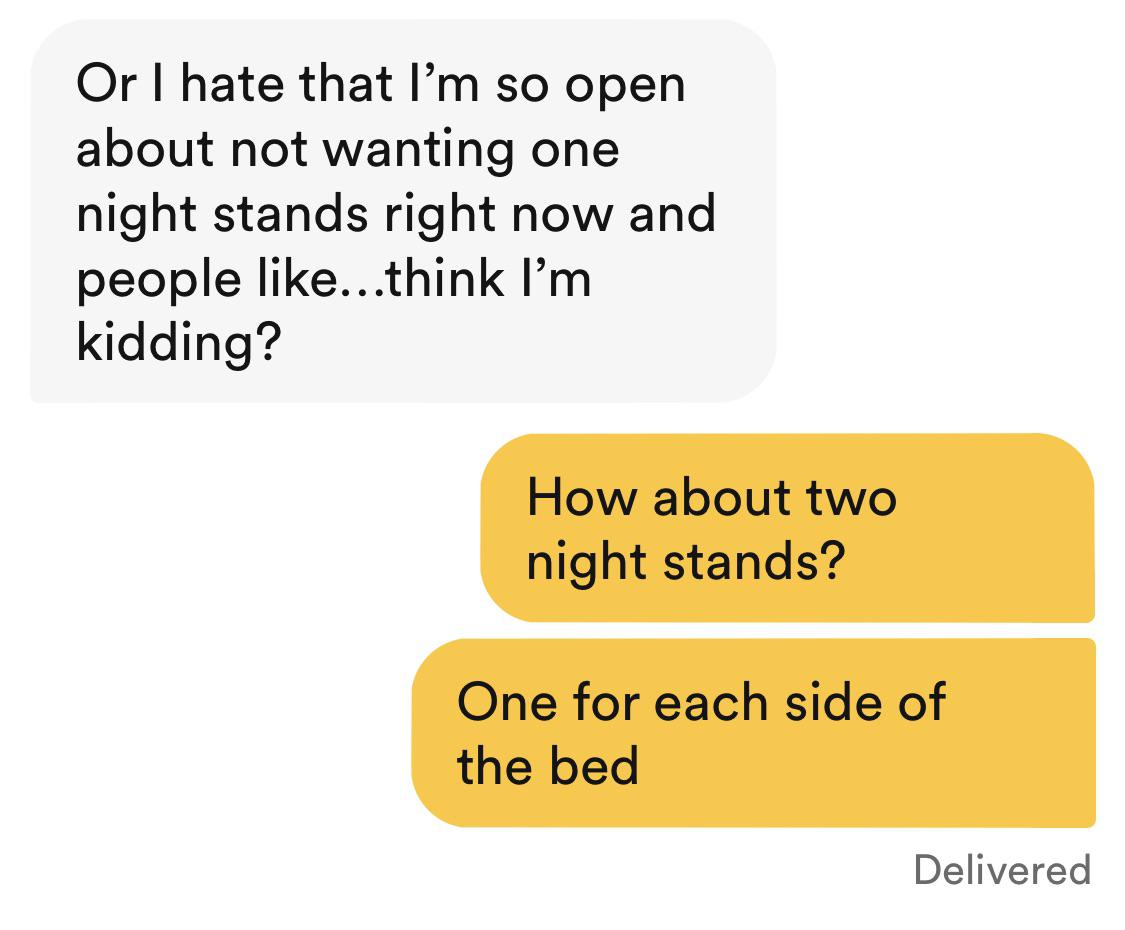 Or I hate that I’m so open
about not wanting one
night stands right now and
people like...think I’m
kidding?
How about two
night stands?
One for each side of
the bed
Delivered